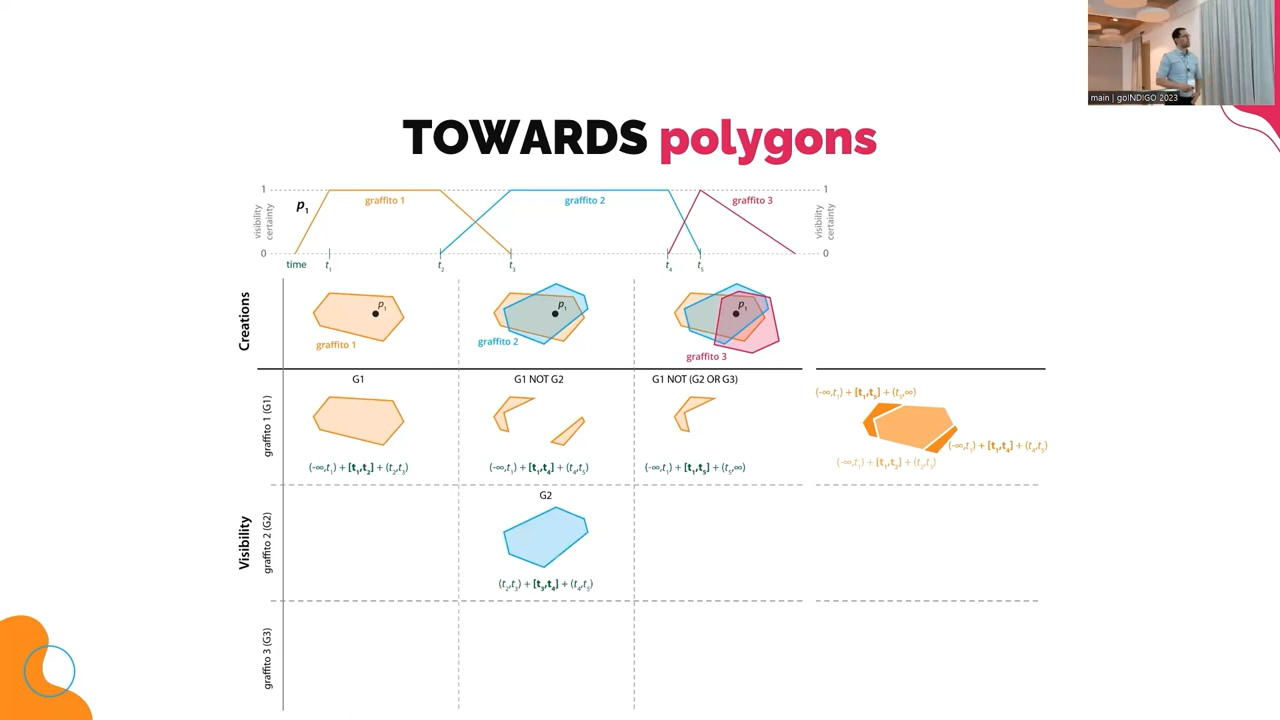 main | goINDIGO 2023
TOWARDS polygons
1
p1
graffito 1
graffito 2
graffito 3
1
visibility certainty
visibility certainty
0
0
time
t1
t2
t3
t4
t5
Creations
p1
graffito 1
p1
graffito 2
p1
graffito 3
Visibility
graffito 1 (G1)
G1
G1 NOT G2
G1 NOT (G2 OR G3)
(-∞,t1) + [t1,t2] + (t2,t3)
(-∞,t1) + [t1,t4] + (t4,t5)
(-∞,t1) + [t1,t5] + (t5,∞)
(-∞,t1) + [t1,t5] + (t5,∞)
(-∞,t1) + [t1,t4] + (t4,t5)
(-∞,t1) + [t1,t2] + (t2,t3)
graffito 2 (G2)
G2
(t2,t3) + [t3,t4] + (t4,t5)
graffito 3 (G3)